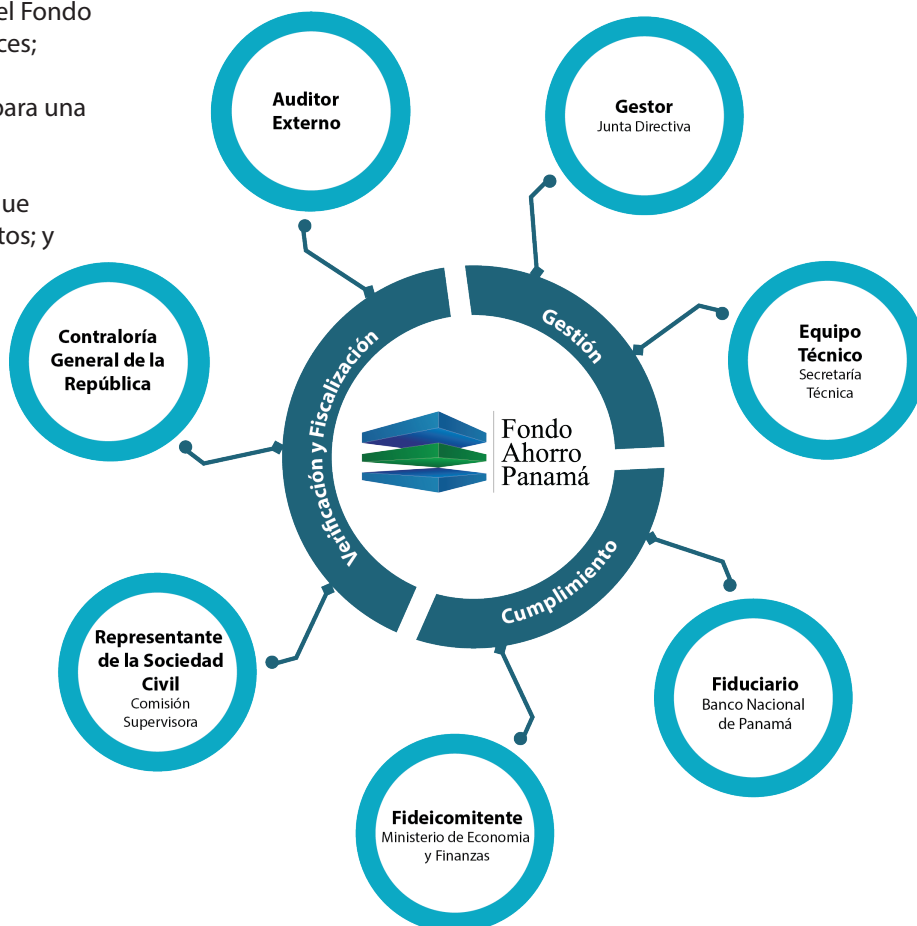 el Fondo
ces;
para una
ue
tos; y
Auditor
Externo
Gestor
Junta Directiva
Contraloría
General de la
República
Equipo
Técnico
Secretaría
Técnica
Gestión
Verificación y Fiscalización
Cumplimiento
Fondo
Ahorro
Panamá
Representante
de la Sociedad
Civil
Comisión
Supervisora
Fiduciario
Banco Nacional
de Panamá
Fideicomitente
Ministerio de Economia
y Finanzas